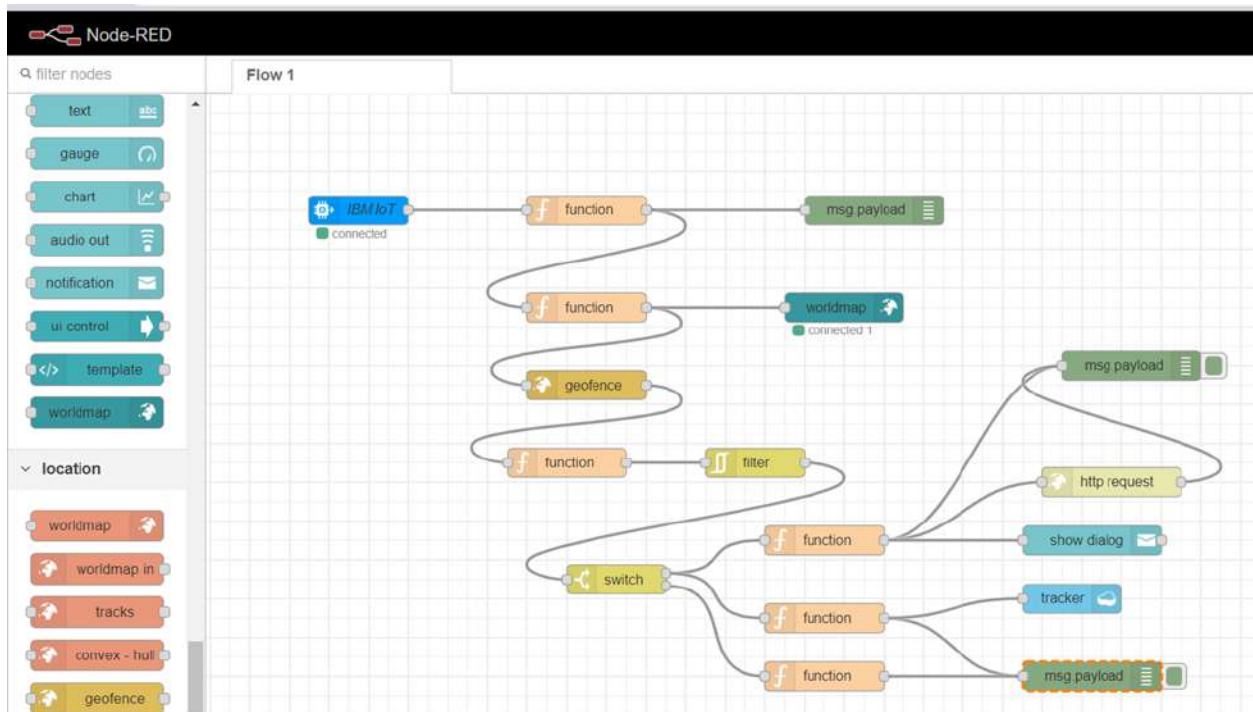 Node-RED
filter nodes
Flow 1
text
abc
gauge
chart
audio out
notification
ui control
</> template
worldmap
location
worldmap
worldmap in
tracks
convex - hull
geofence
IBM IoT
connected
f function
msg.payload
f function
worldmap
connected 1
geofence
msg.payload
f function
filter
http request
f function
show dialog
switch
tracker
f function
f function
msg.payload